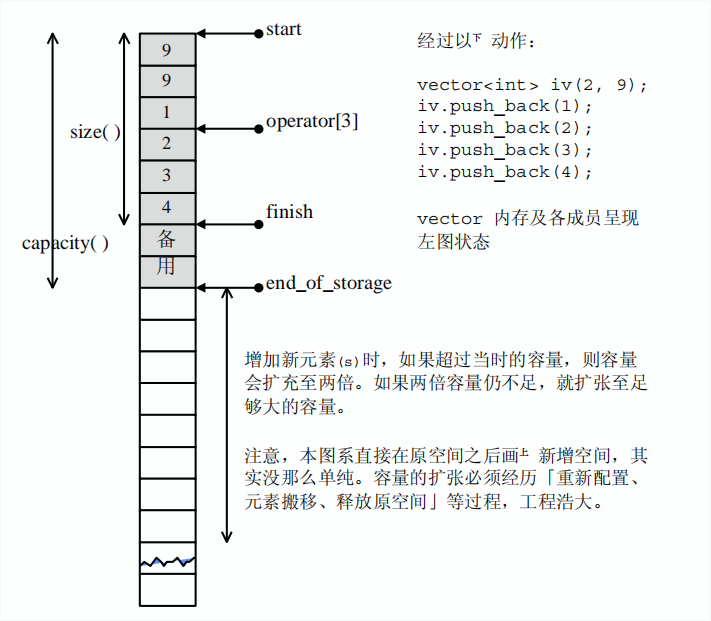 start
9
9
1
2
3
4
备
用
size( )
capacity( )
operator[3]
finish
end_of_storage
经过以下 动作：
vector<int> iv(2, 9);
iv.push_back(1);
iv.push_back(2);
iv.push_back(3);
iv.push_back(4);
vector 内存及各成员呈现
左图状态
增加新元素(s)时，如果超过当时的容量，则容量
会扩充至两倍。如果两倍容量仍不足，就扩张至足
够大的容量。
注意，本图系直接在原空间之后画上 新增空间，其
实没那么单纯。容量的扩张必须经历「重新配置、
元素搬移、释放原空间」等过程，工程浩大。